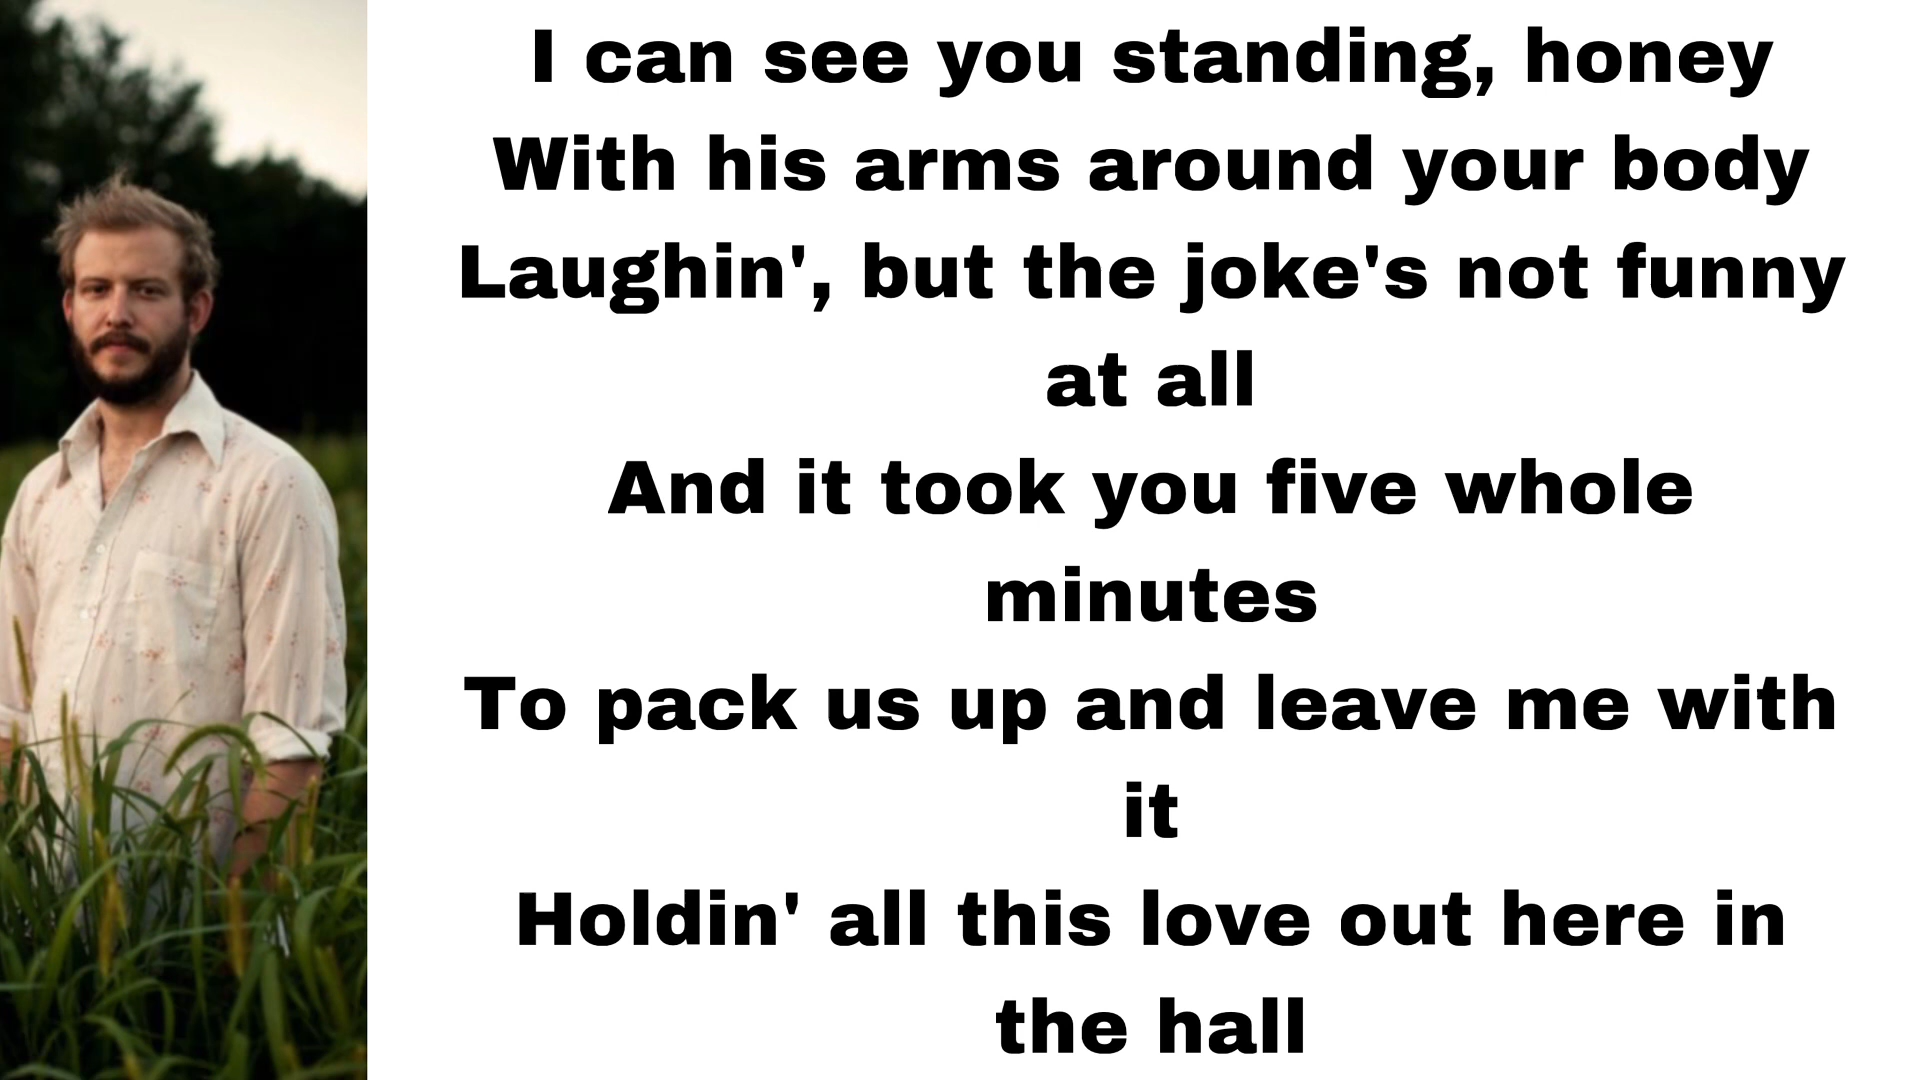 I can see you standing, honey
With his arms around your body
Laughin', but the joke's not funny
at all
And it took you five whole
minutes
To pack us up and leave me with
it
Holdin' all this love out here in
the hall